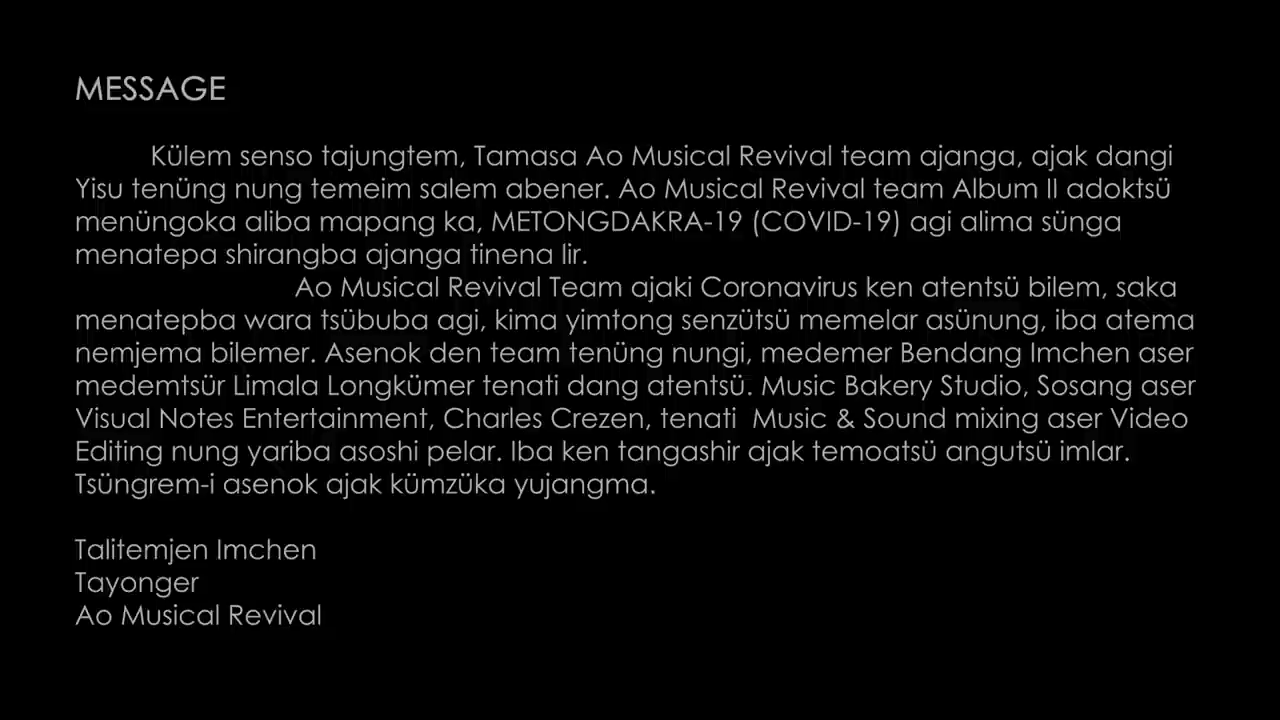 MESSAGE
Külem senso tajungtem, Tamasa Ao Musical Revival team ajanga, ajak dangi
Yisu tenüng nung temeim salem abener. Ao Musical Revival team Album II adoktsü
menüngoka aliba mapang ka, METONGDAKRA-19 (COVID-19) agi alima sünga
menatepa shirangba ajanga tinena lir.
Ao Musical Revival Team ajaki Coronavirus ken atentsü bilem, saka
menatepba wara tsübuba agi, kima yimtong senzütsü memelar asünung, iba atema
nemjema bilemer. Asenok den team tenüng nungi, medemer Bendang Imchen aser
medemtsür Limala Longkümer tenati dang atentsü. Music Bakery Studio, Sosang aser
Visual Notes Entertainment, Charles Crezen, tenati  Music & Sound mixing aser Video
Editing nung yariba asoshi pelar. Iba ken tangashir ajak temoatsü angutsü imlar.
Tsüngrem-i asenok ajak kümzüka yujangma.
Talitemjen Imchen
Tayonger
Ao Musical Revival